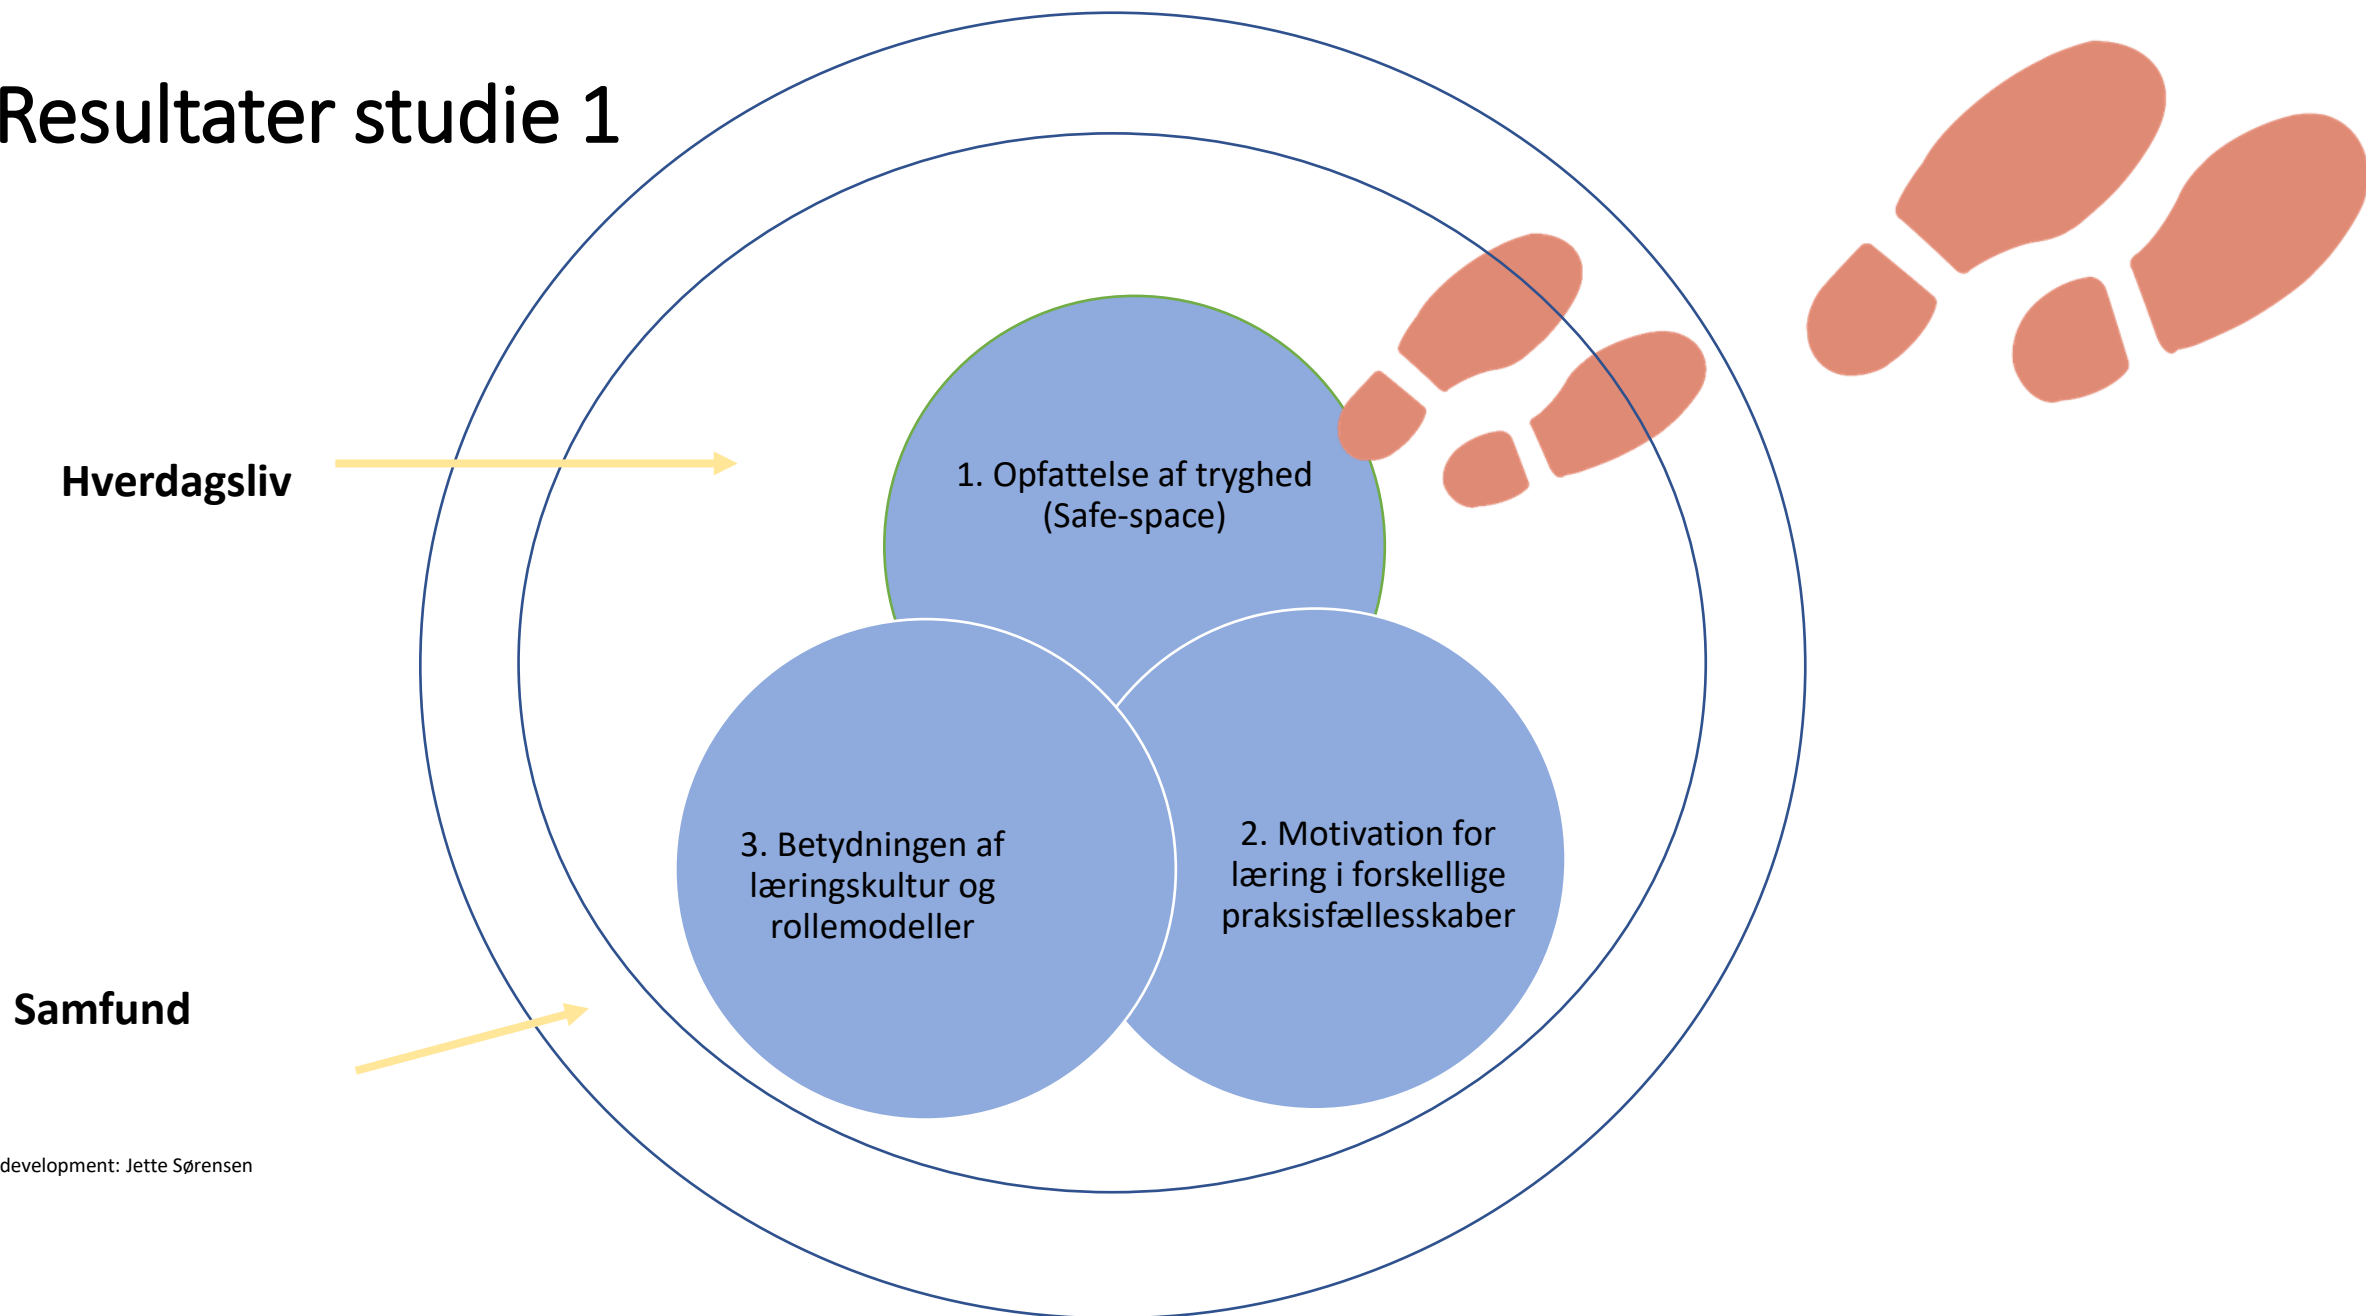 Resultater studie 1
Hverdagsliv
1. Opfattelse af tryghed
(Safe-space)
3. Betydningen af
læringskultur og
rollemodeller
2. Motivation for
læring i forskellige
praksisfællesskaber
Samfund
development: Jette Sørensen